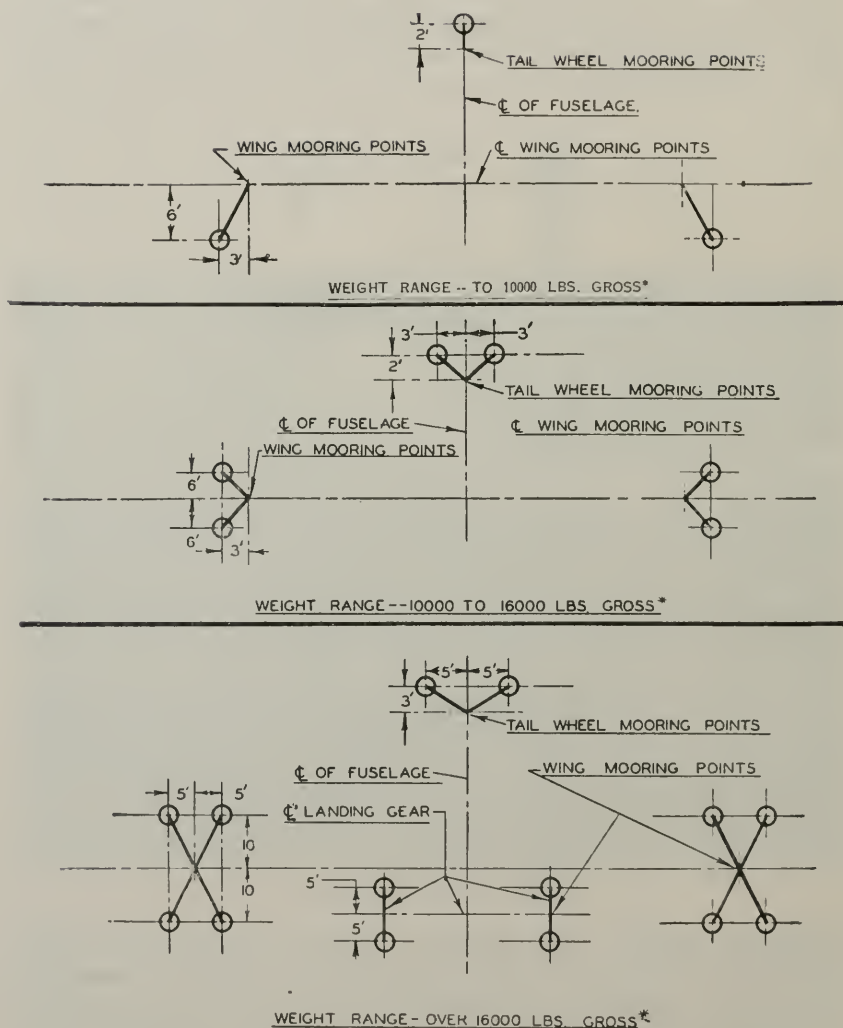 2'
TAIL WHEEL MOORING POINTS
℄ OF FUSELAGE.
WING MOORING POINTS
℄ WING MOORING POINTS
6'
3'
WEIGHT RANGE -- TO 10000 LBS. GROSS*
3' 3'
2'
TAIL WHEEL MOORING POINTS
℄ OF FUSELAGE
℄ WING MOORING POINTS
WING MOORING POINTS
6'
6'
3'
WEIGHT RANGE--10000 TO 16000 LBS. GROSS*
5' 5'
3'
TAIL WHEEL MOORING POINTS
℄ OF FUSELAGE
WING MOORING POINTS
5' 5'
℄ LANDING GEAR
10
10
5'
5'
WEIGHT RANGE - OVER 16000 LBS. GROSS*